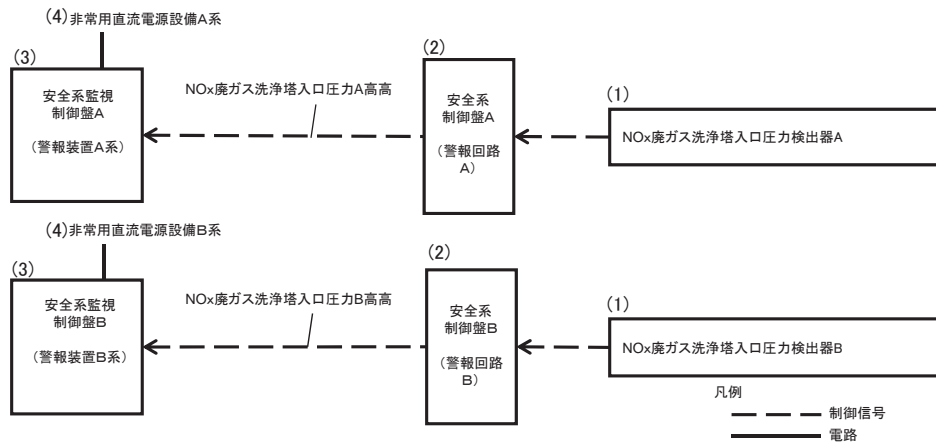 (4)非常用直流電源設備A系
(3)
安全系監視
制御盤A
(警報装置A系)
NOx廃ガス洗浄塔入口圧力A高高
(2)
安全系
制御盤A
(警報回路
A)
(1)
NOx廃ガス洗浄塔入口圧力検出器A
(4)非常用直流電源設備B系
(3)
安全系監視
制御盤B
(警報装置B系)
NOx廃ガス洗浄塔入口圧力B高高
(2)
安全系
制御盤B
(警報回路
B)
(1)
NOx廃ガス洗浄塔入口圧力検出器B
凡例
制御信号
電路